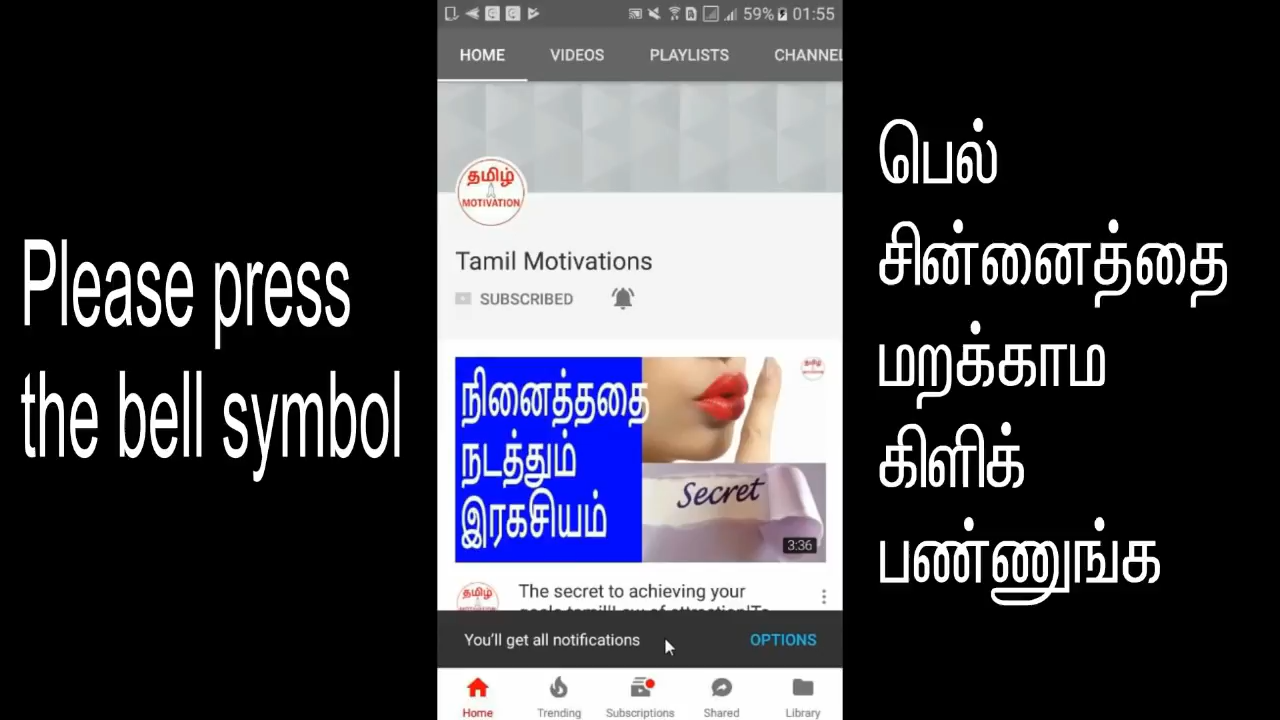 Please press
the bell symbol
59% 01:55
HOME VIDEOS PLAYLISTS CHANNEL
தமிழ்
MOTIVATION
Tamil Motivations
SUBSCRIBED
நினைத்ததை
நடத்தும்
இரகசியம்
Secret
தமிழ்
3:36
தமிழ்
The secret to achieving your
You'll get all notifications OPTIONS
Home Trending Subscriptions Shared Library
பெல்
சின்னைத்தை
மறக்காம
கிளிக்
பண்ணுங்க